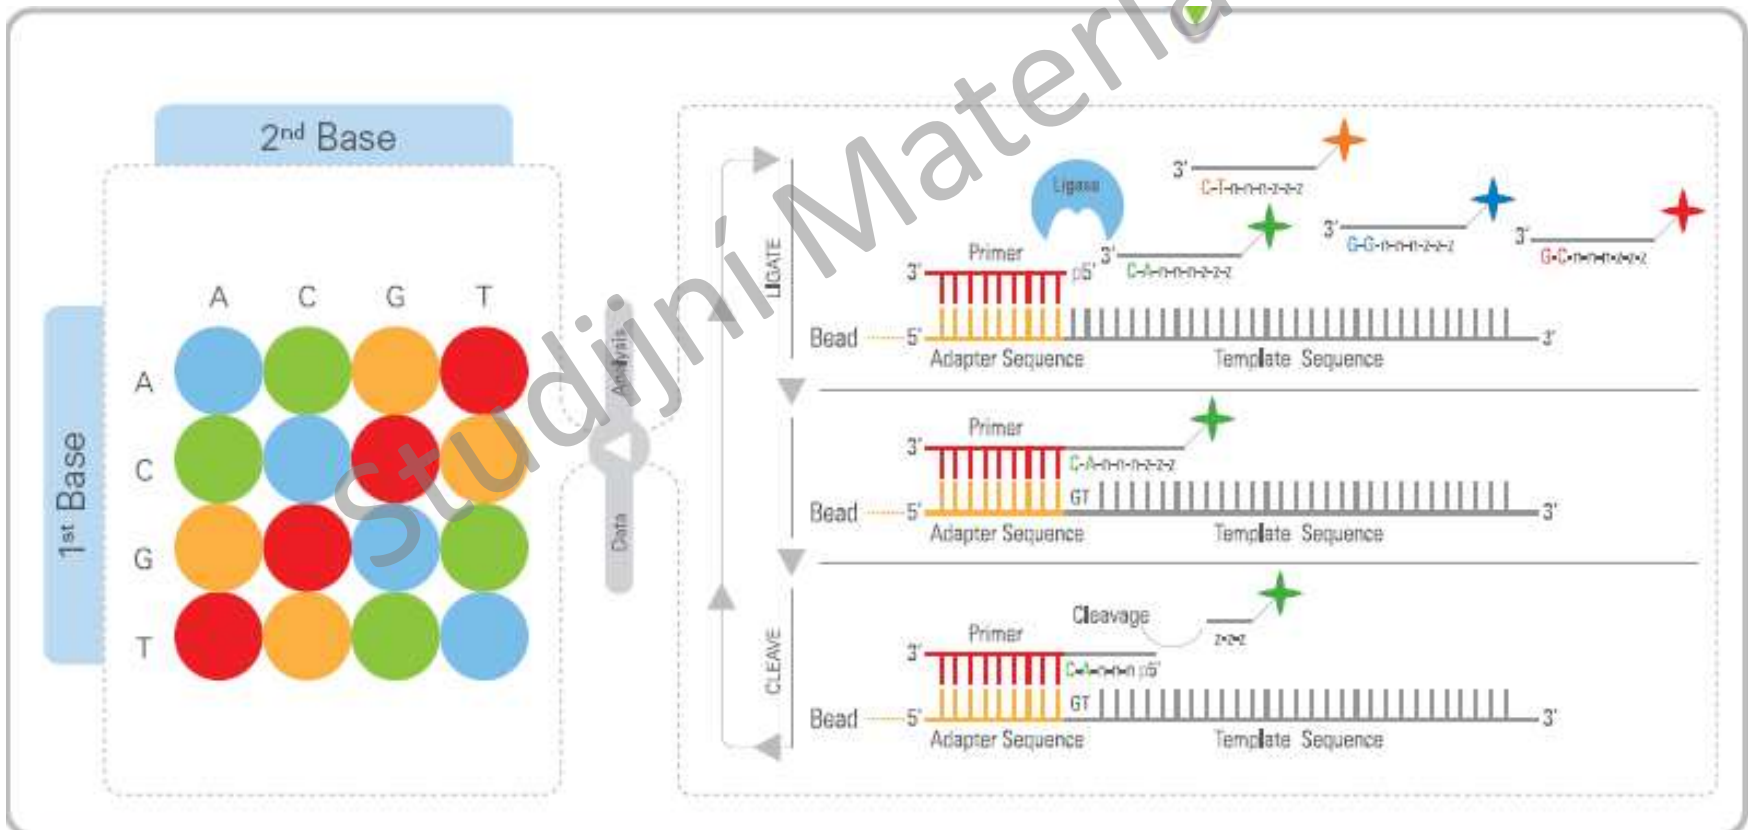 2nd Base
1st Base
A C G T
A
C
G
T
Data Analysis
LIGATE
Ligase
3' C-T-n-n-n-z-z-z
3' C-A-n-n-n-z-z-z
3' G-G-n-n-n-z-z-z
3' G-C-n-n-n-z-z-z
Primer
3' p5'
Bead 5' 3'
Adapter Sequence Template Sequence
Primer
3'
C-A-n-n-n-z-z-z
GT
Bead 5' 3'
Adapter Sequence Template Sequence
CLEAVE
Cleavage
z-z-z
Primer
3'
C-A-n-n-n p5'
GT
Bead 5' 3'
Adapter Sequence Template Sequence
Studijní Materiá